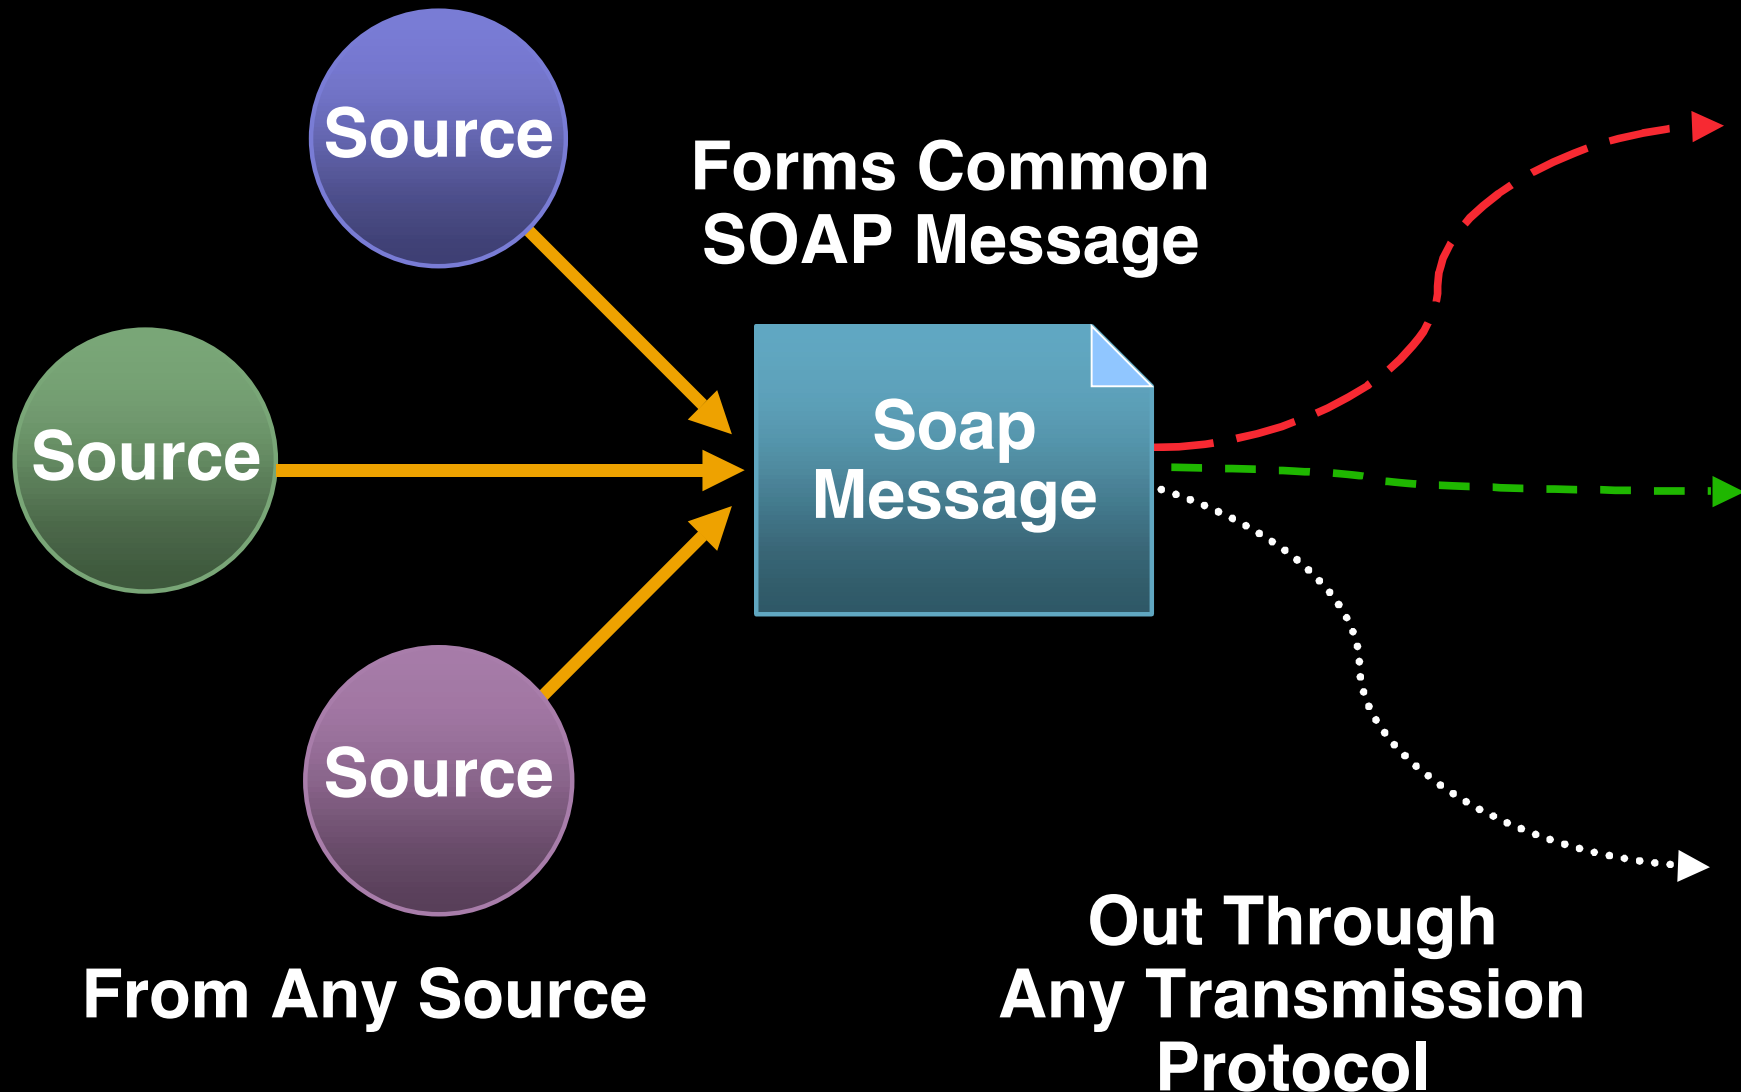 Source
Forms Common
SOAP Message
Source
Soap
Message
Source
From Any Source
Out Through
Any Transmission
Protocol